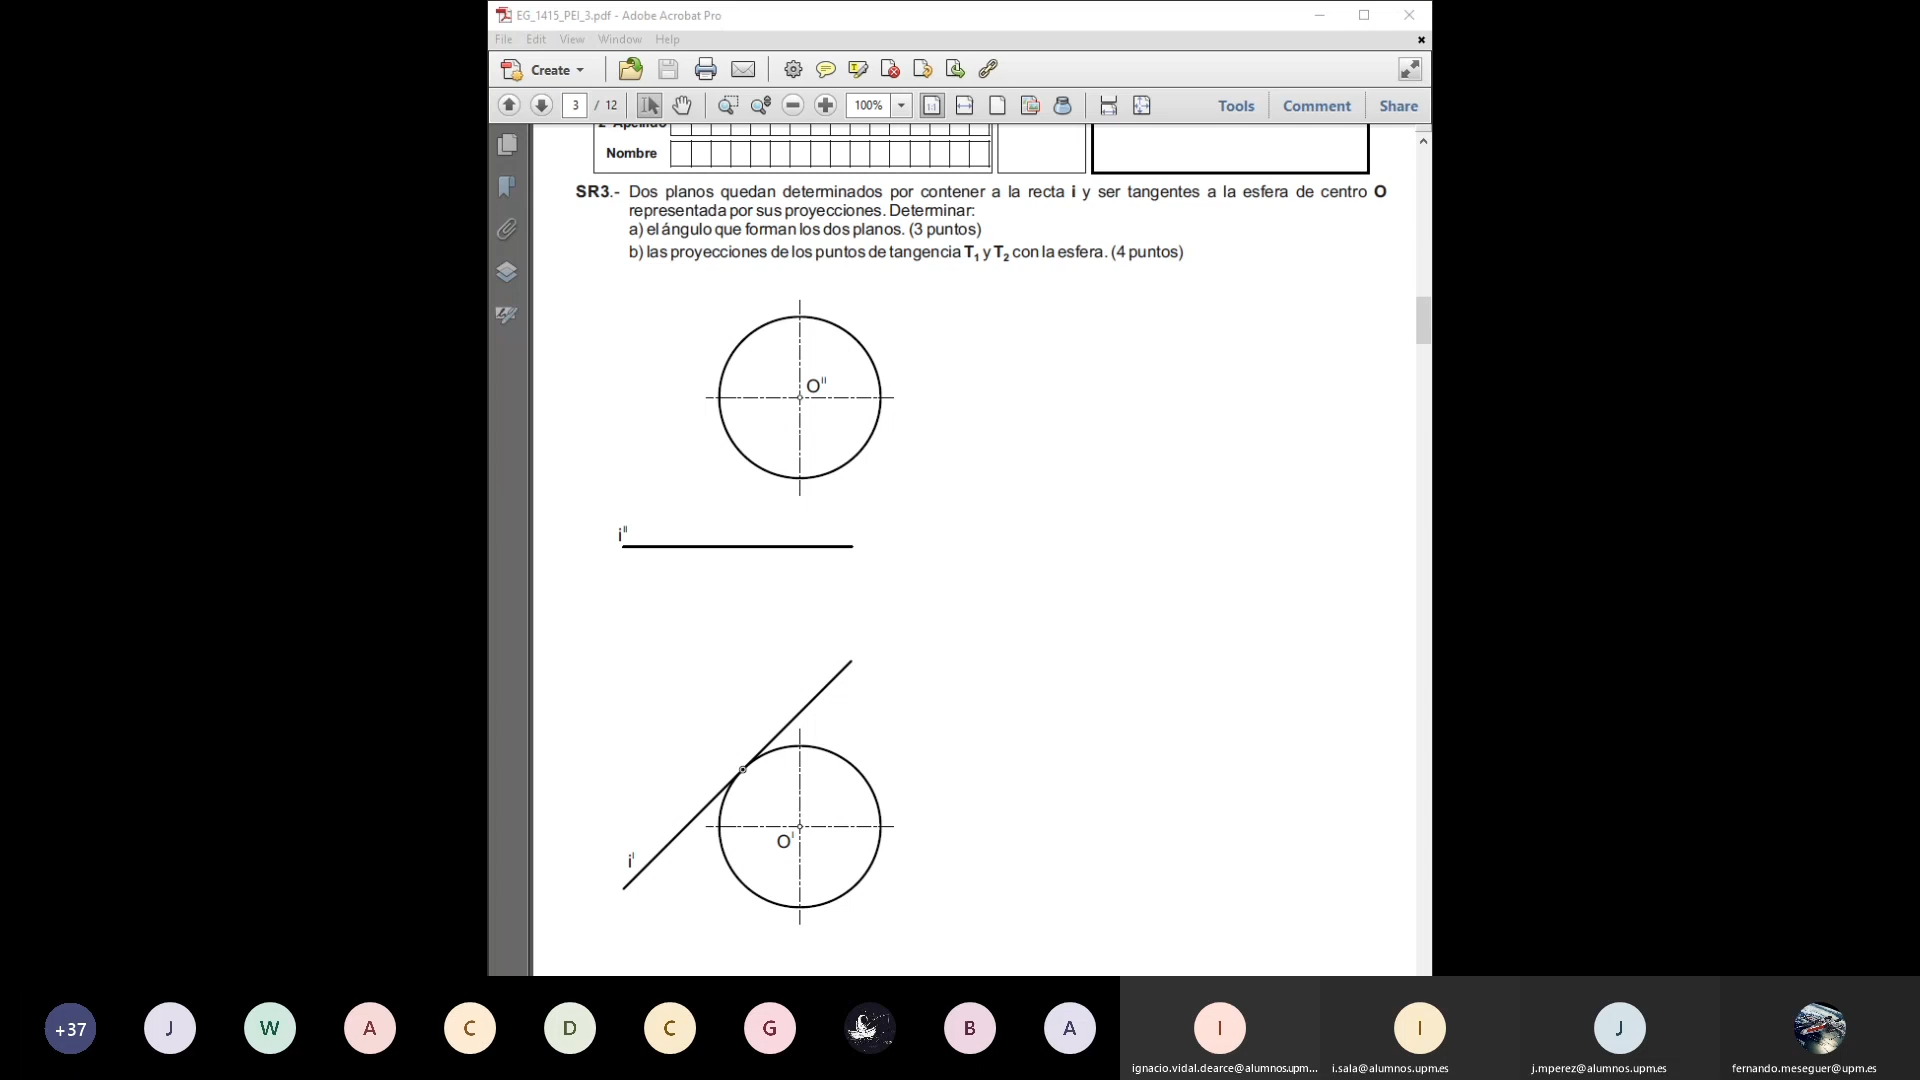 EG_1415_PEI_3.pdf - Adobe Acrobat Pro
File Edit View Window Help
Create
3 / 12
100%
Tools Comment Share
2º Apellido
Nombre
SR3.- Dos planos quedan determinados por contener a la recta i y ser tangentes a la esfera de centro O
representada por sus proyecciones. Determinar:
a) el ángulo que forman los dos planos. (3 puntos)
b) las proyecciones de los puntos de tangencia T1 y T2 con la esfera. (4 puntos)
O''
i''
O'
i'
+37 J W A C D C G B A I I J
ignacio.vidal.dearce@alumnos.upm... i.sala@alumnos.upm.es j.mperez@alumnos.upm.es fernando.meseguer@upm.es